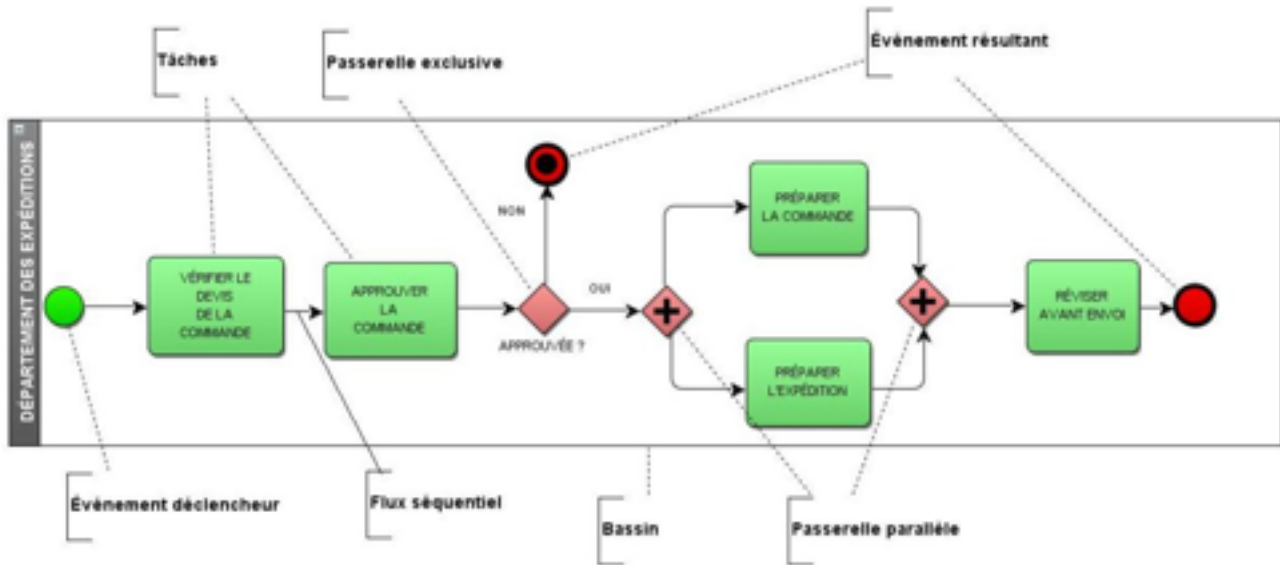 Tâches
Passerelle exclusive
Évènement résultant
DÉPARTEMENT DES EXPÉDITIONS
NON
PRÉPARER
LA COMMANDE
VÉRIFIER LE
DEVIS
DE LA
COMMANDE
APPROUVER
LA
COMMANDE
OUI
APPROUVÉE ?
RÉVISER
AVANT ENVOI
PRÉPARER
L'EXPÉDITION
Évènement déclencheur
Flux séquentiel
Bassin
Passerelle parallèle